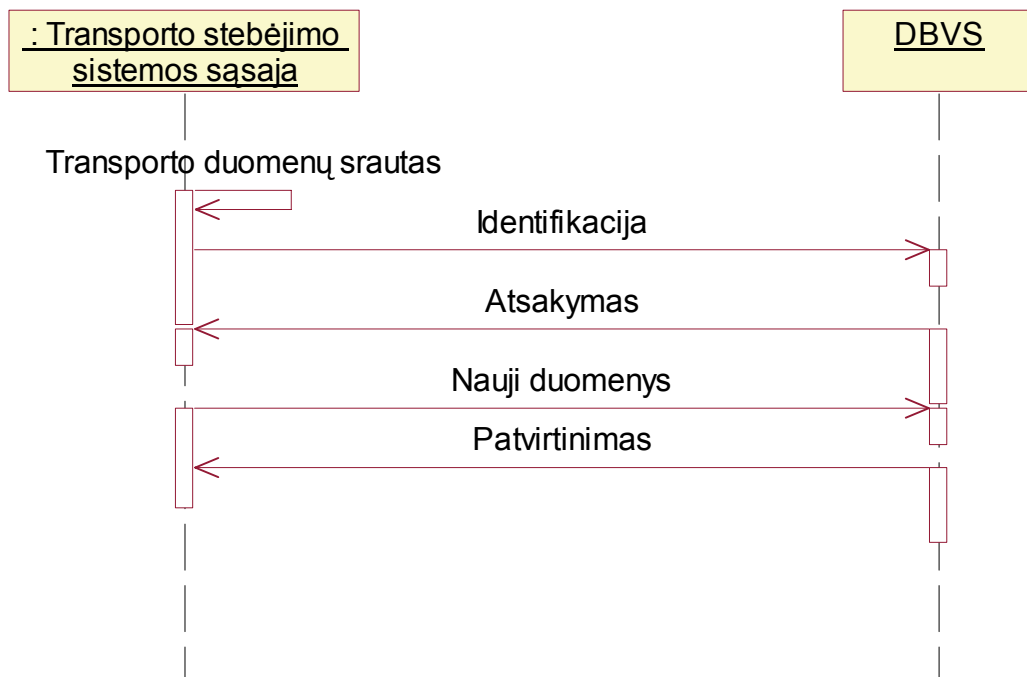 : Transporto stebėjimo
sistemos sąsaja
DBVS
Transporto duomenų srautas
Identifikacija
Atsakymas
Nauji duomenys
Patvirtinimas